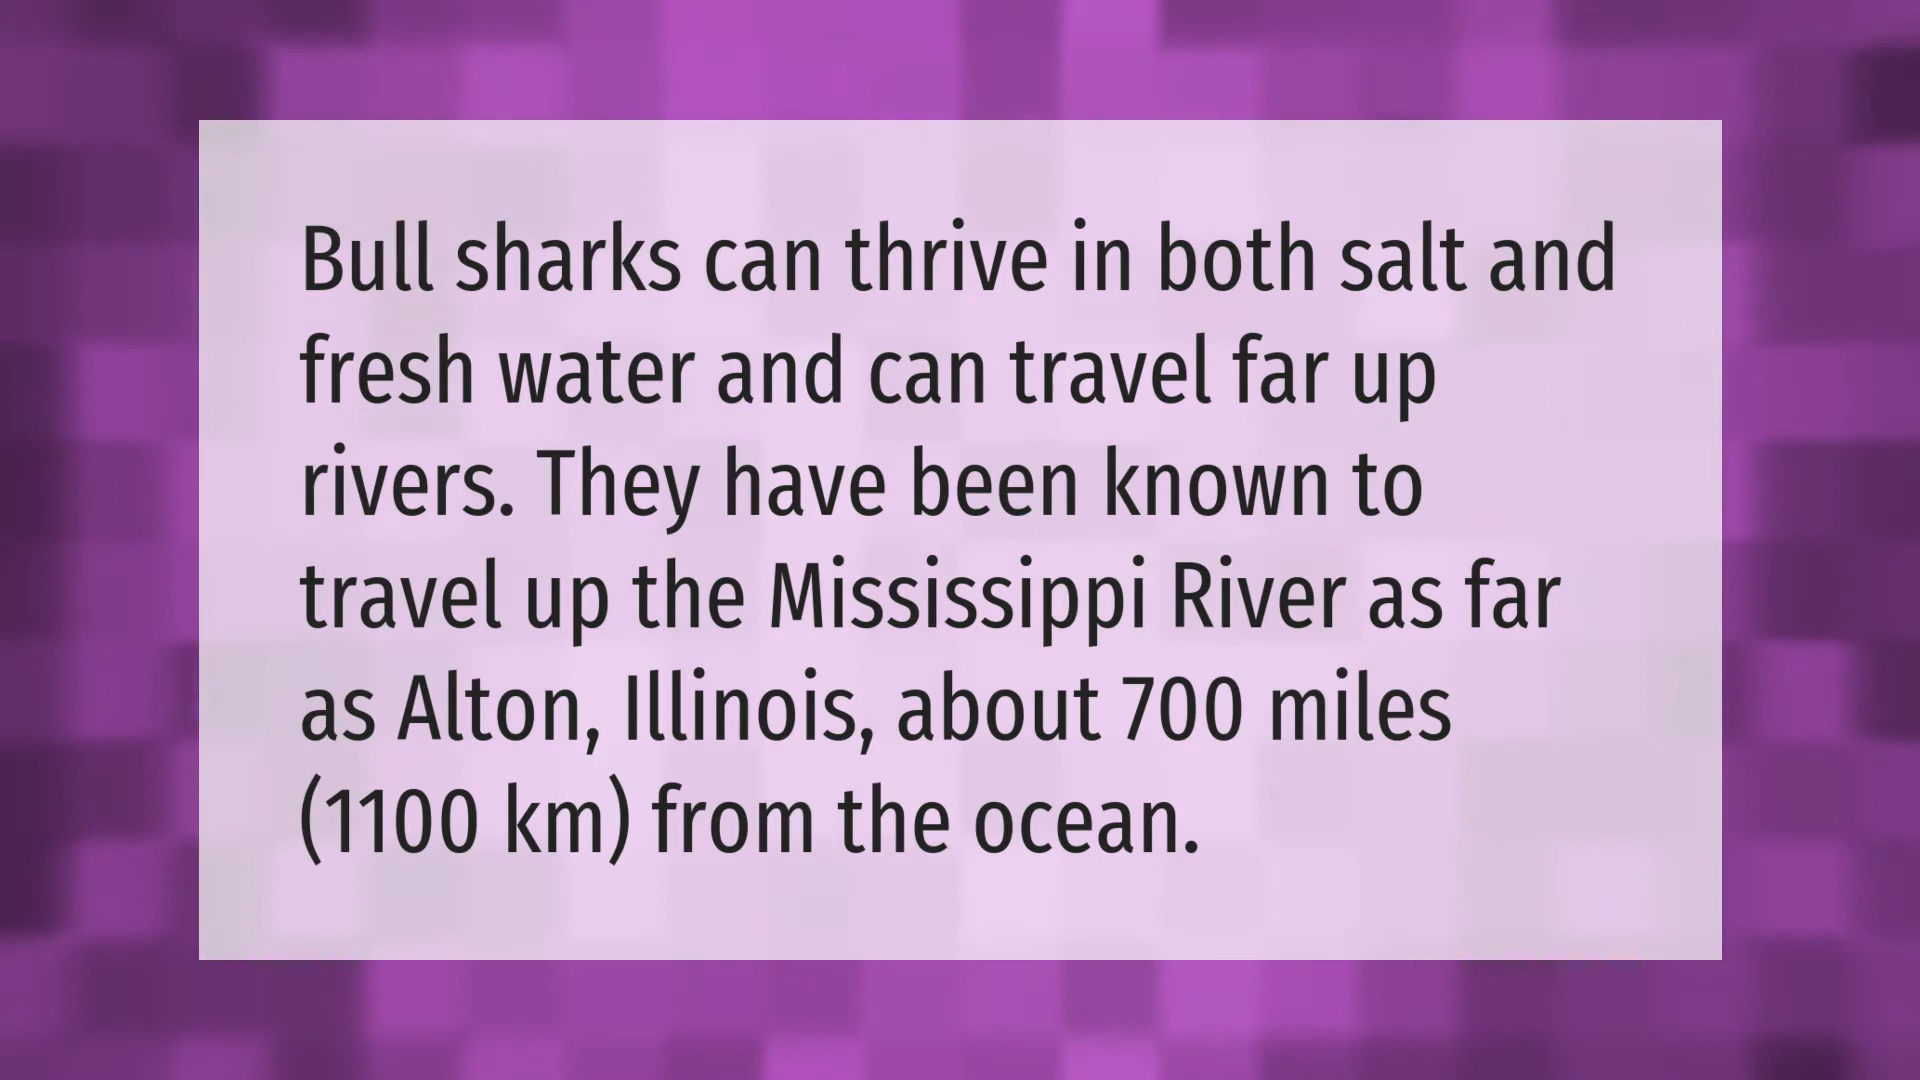 Bull sharks can thrive in both salt and
fresh water and can travel far up
rivers. They have been known to
travel up the Mississippi River as far
as Alton, Illinois, about 700 miles
(1100 km) from the ocean.